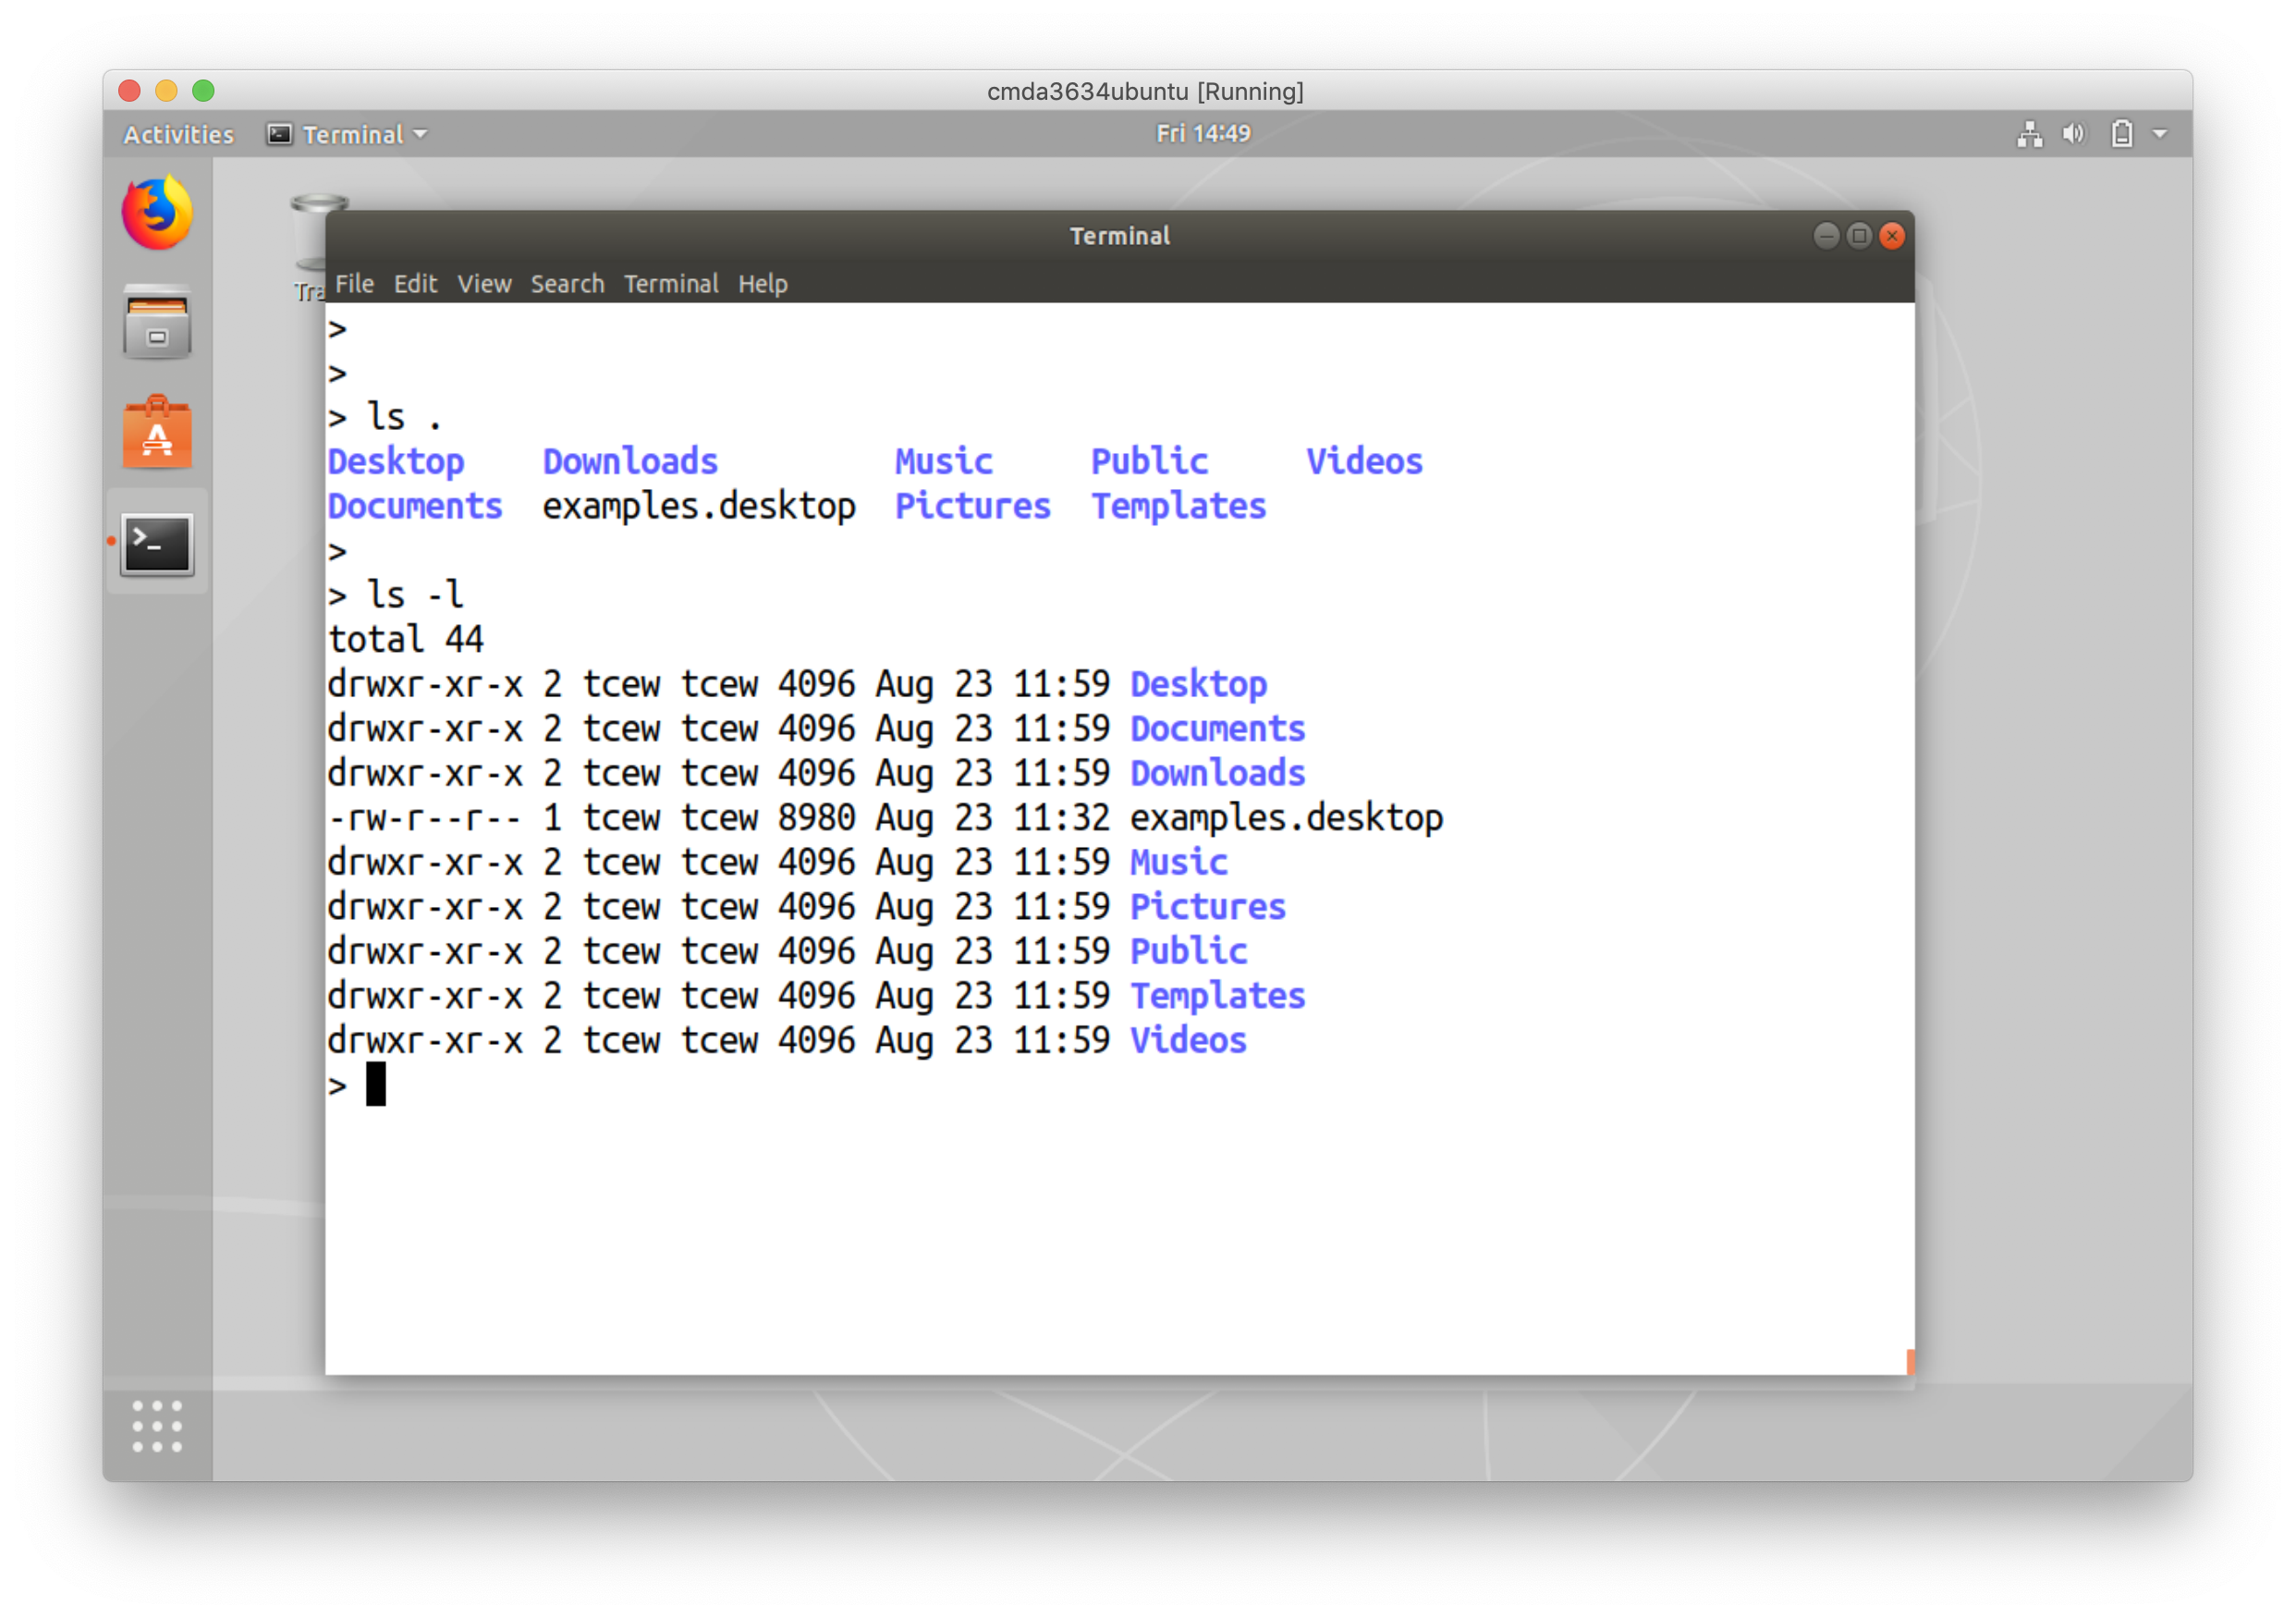 cmda3634ubuntu [Running]
Activities Terminal Fri 14:49
Tra
Terminal
File Edit View Search Terminal Help
>
>
> ls .
Desktop Downloads Music Public Videos
Documents examples.desktop Pictures Templates
>
> ls -l
total 44
drwxr-xr-x 2 tcew tcew 4096 Aug 23 11:59 Desktop
drwxr-xr-x 2 tcew tcew 4096 Aug 23 11:59 Documents
drwxr-xr-x 2 tcew tcew 4096 Aug 23 11:59 Downloads
-rw-r--r-- 1 tcew tcew 8980 Aug 23 11:32 examples.desktop
drwxr-xr-x 2 tcew tcew 4096 Aug 23 11:59 Music
drwxr-xr-x 2 tcew tcew 4096 Aug 23 11:59 Pictures
drwxr-xr-x 2 tcew tcew 4096 Aug 23 11:59 Public
drwxr-xr-x 2 tcew tcew 4096 Aug 23 11:59 Templates
drwxr-xr-x 2 tcew tcew 4096 Aug 23 11:59 Videos
>